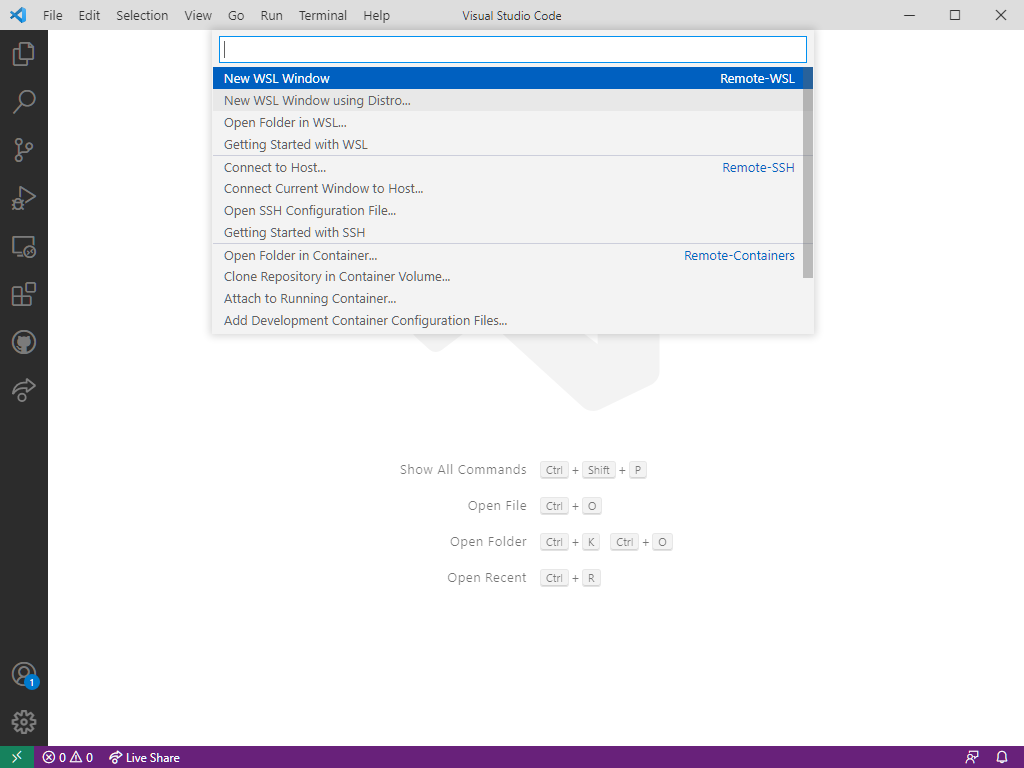 File Edit Selection View Go Run Terminal Help Visual Studio Code
New WSL Window Remote-WSL
New WSL Window using Distro...
Open Folder in WSL...
Getting Started with WSL
Connect to Host... Remote-SSH
Connect Current Window to Host...
Open SSH Configuration File...
Getting Started with SSH
Open Folder in Container... Remote-Containers
Clone Repository in Container Volume...
Attach to Running Container...
Add Development Container Configuration Files...
Show All Commands Ctrl + Shift + P
Open File Ctrl + O
Open Folder Ctrl + K Ctrl + O
Open Recent Ctrl + R
1
0 0 Live Share